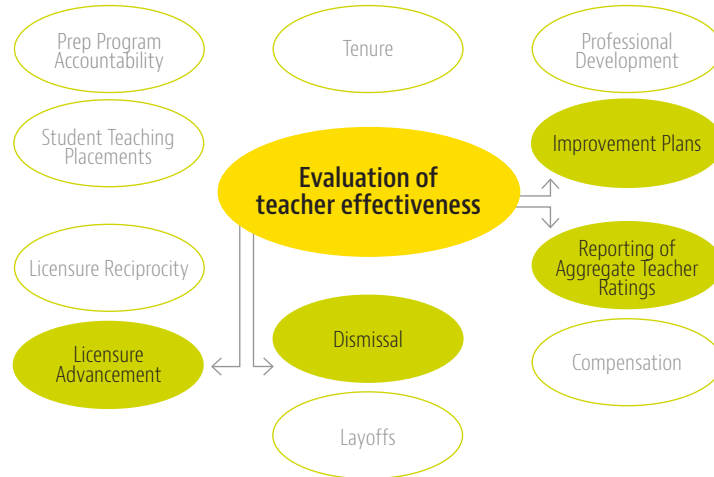 Prep Program
Accountability
Tenure
Professional
Development
Student Teaching
Placements
Improvement Plans
Evaluation of
teacher effectiveness
Licensure Reciprocity
Reporting of
Aggregate Teacher
Ratings
Licensure
Advancement
Dismissal
Compensation
Layoffs